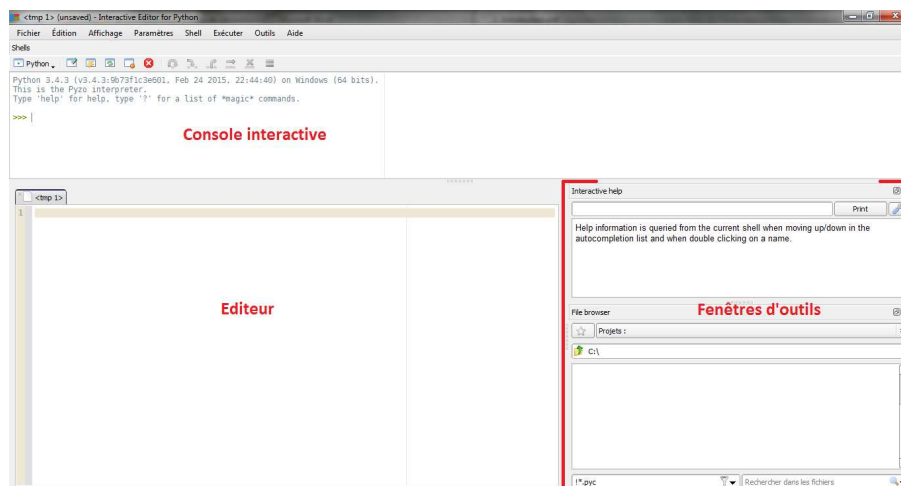 <tmp 1> (unsaved) - Interactive Editor for Python
Fichier Édition Affichage Paramètres Shell Exécuter Outils Aide
Shells
Python
Python 3.4.3 (v3.4.3:9b73f1c3e601, Feb 24 2015, 22:44:40) on Windows (64 bits).
This is the Pyzo interpreter.
Type 'help' for help, type '?' for a list of *magic* commands.
>>>
Console interactive
<tmp 1>
1
Editeur
Interactive help
Print
Help information is queried from the current shell when moving up/down in the
autocompletion list and when double clicking on a name.
Fenêtres d'outils
File browser
Projets :
C:\
!*.pyc
Rechercher dans les fichiers